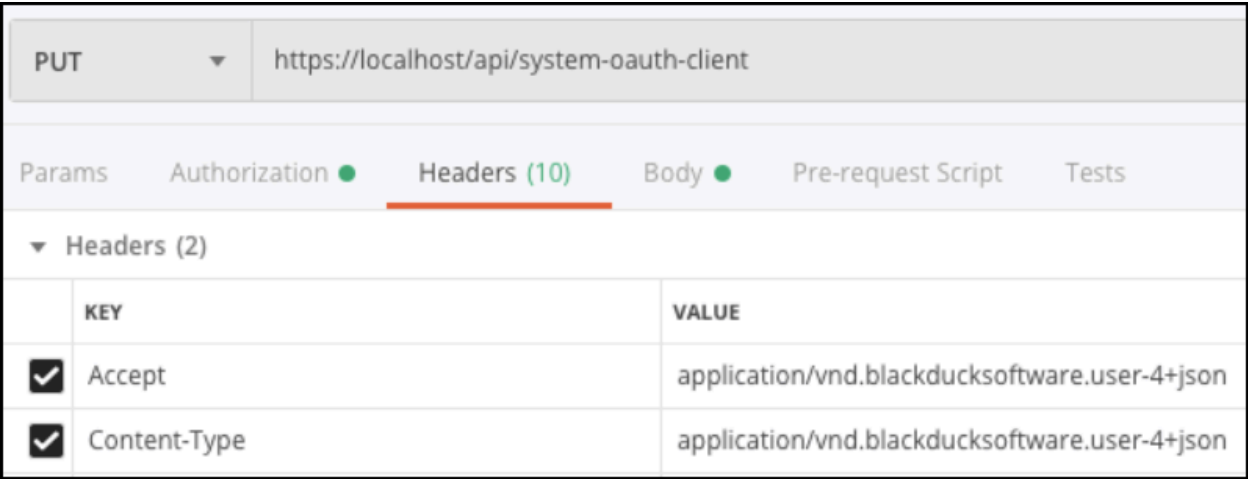 PUT https://localhost/api/system-oauth-client
Params Authorization Headers (10) Body Pre-request Script Tests
Headers (2)
KEY VALUE
Accept application/vnd.blackducksoftware.user-4+json
Content-Type application/vnd.blackducksoftware.user-4+json